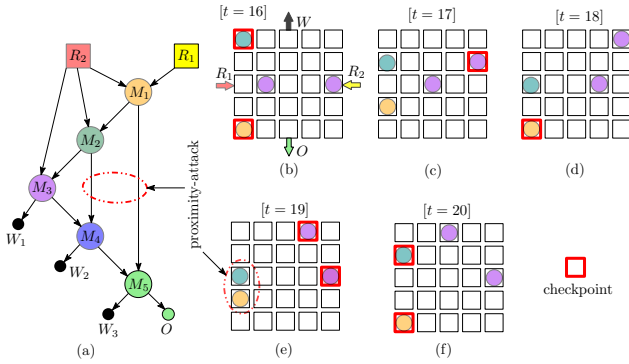 [t = 16]
[t = 17]
[t = 18]
(a)
W
R₂
R₁
R₁
R₂
M₁
M₂
O
(b)
(c)
(d)
M₃
proximity-attack
[t = 19]
[t = 20]
W₁
M₄
W₂
M₅
checkpoint
W₃
O
(a)
(e)
(f)